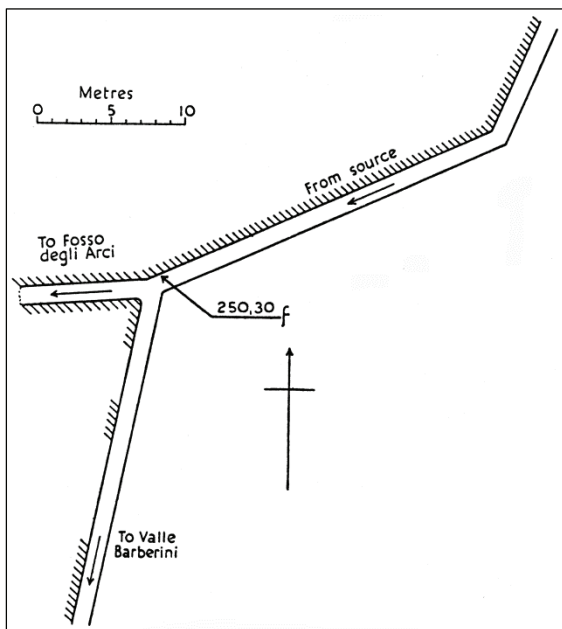 Metres
0 5 10
From source
To Fosso
degli Arci
250,30 f
To Valle
Barberini